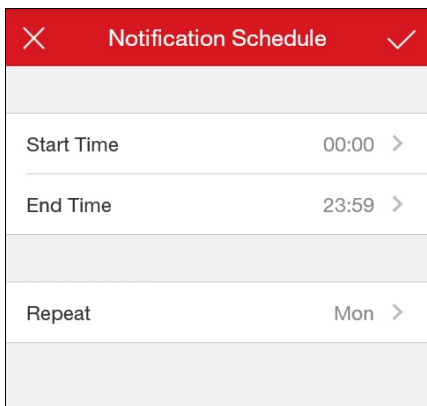 Notification Schedule
Start Time 00:00
End Time 23:59
Repeat Mon